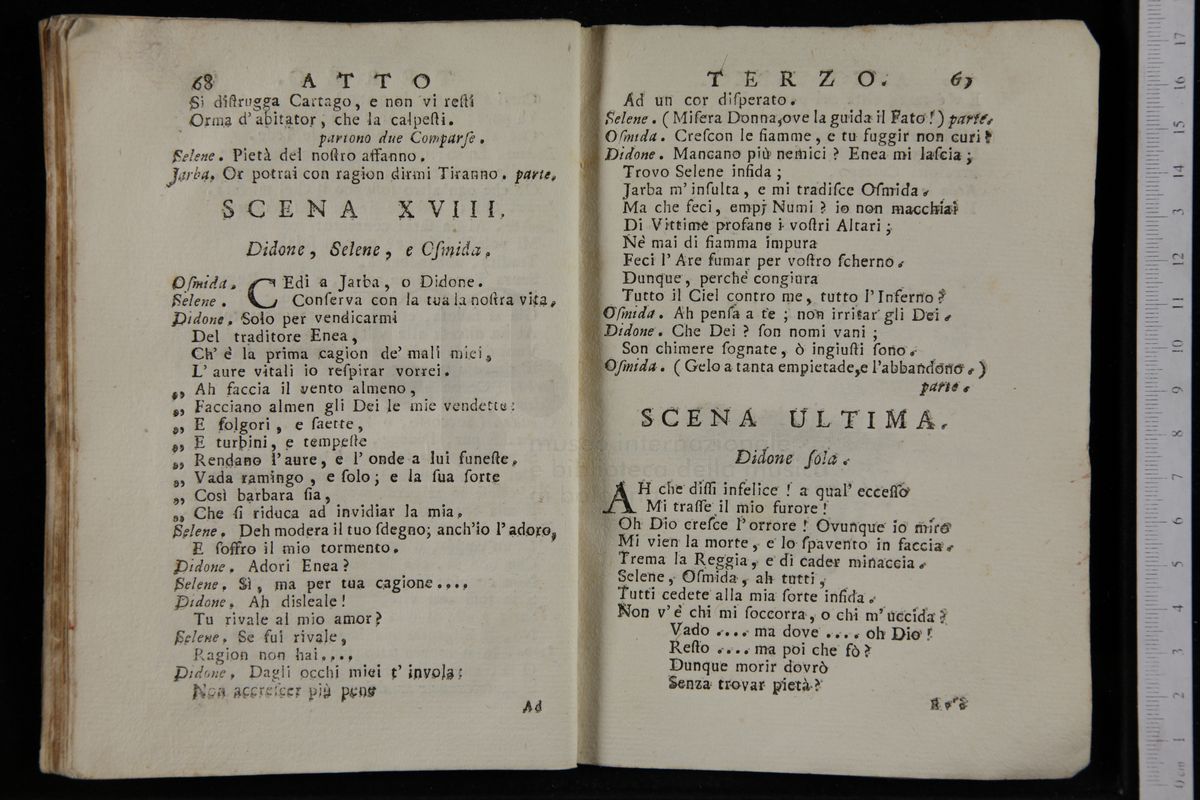 68 ATTO
Si diſtrugga Cartago, e non vi reſti
Orma d'abitator, che la calpeſti.
partono due Comparſe.
Selene. Pietà del noſtro affanno.
Jarba. Or potrai con ragion dirmi Tiranno. parte.
SCENA XVIII.
Didone, Selene, e Oſmida.
Oſmida. CEdi a Jarba, o Didone.
Selene. Conſerva con la tua la noſtra vita.
Didone. Solo per vendicarmi
Del traditore Enea,
Ch' è la prima cagion de' mali miei,
L' aure vitali io reſpirar vorrei.
„ Ah faccia il vento almeno,
„ Facciano almen gli Dei le mie vendette:
„ E folgori, e ſaette,
„ E turbini, e tempeſte
„ Rendano l'aure, e l' onde a lui funeſte.
„ Vada ramingo, e ſolo; e la ſua ſorte
„ Così barbara ſia,
„ Che ſi riduca ad invidiar la mia.
Selene. Deh modera il tuo ſdegno; anch'io l'adoro,
E ſoffro il mio tormento.
Didone. Adori Enea?
Selene. Sì, ma per tua cagione....
Didone. Ah disleale!
Tu rivale al mio amor?
Selene. Se fui rivale,
Ragion non hai....
Didone. Dagli occhi miei t' invola:
Non accreſcer più pene
Ad
TERZO. 69
Ad un cor diſperato.
Selene. (Miſera Donna, ove la guida il Fato!) parte.
Oſmida. Creſcon le fiamme, e tu fuggir non curi?
Didone. Mancano più nemici? Enea mi laſcia;
Trovo Selene infida;
Jarba m' inſulta, e mi tradiſce Oſmida.
Ma che feci, empj Numi? io non macchiai
Di Vittime profane i voſtri Altari;
Nè mai di fiamma impura
Feci l' Are fumar per voſtro ſcherno.
Dunque, perchè congiura
Tutto il Ciel contro me, tutto l'Inferno?
Oſmida. Ah penſa a te; non irritar gli Dei.
Didone. Che Dei? ſon nomi vani;
Son chimere ſognate, ò ingiuſti ſono.
Oſmida. (Gelo a tanta empietade, e l'abbandono.)
parte.
SCENA ULTIMA.
Didone ſola.
AH che diſſi infelice! a qual' ecceſſo
Mi traſſe il mio furore!
Oh Dio creſce l'orrore! Ovunque io miro
Mi vien la morte, e lo ſpavento in faccia.
Trema la Reggia, e di cader minaccia.
Selene, Oſmida, ah tutti,
Tutti cedete alla mia ſorte infida.
Non v'è chi mi ſoccorra, o chi m'uccida?
Vado .... ma dove .... oh Dio!
Reſto .... ma poi che fò?
Dunque morir dovrò
Senza trovar pietà?